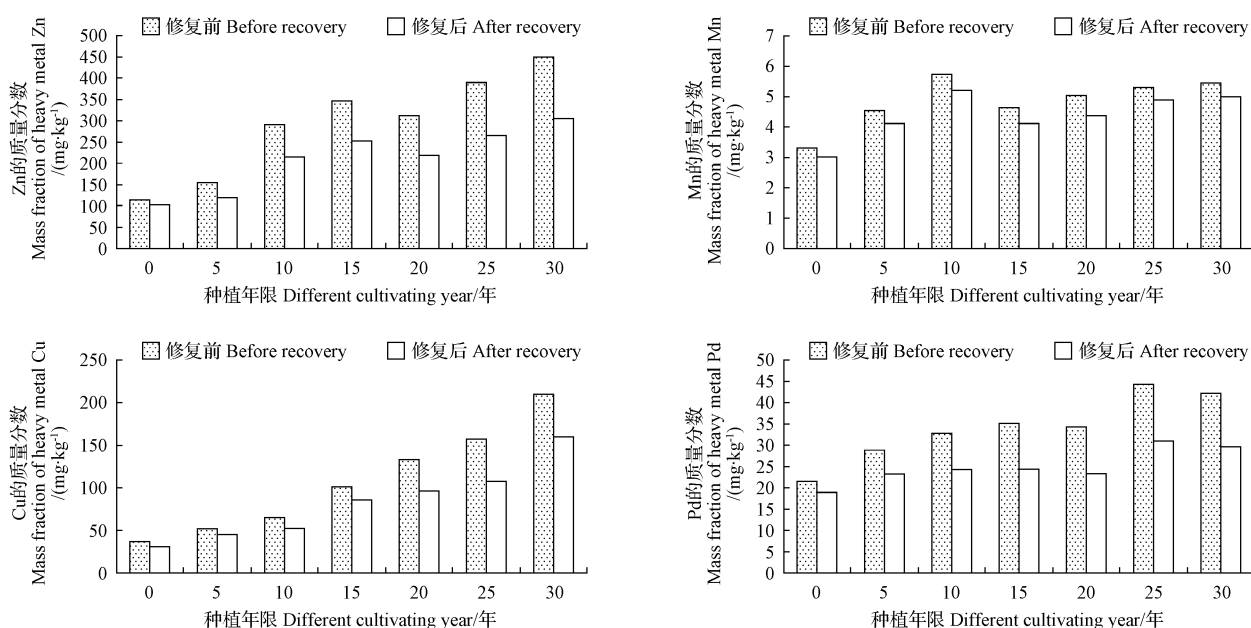 修复前 Before recovery
修复后 After recovery
Zn的质量分数
Mass fraction of heavy metal Zn
/(mg·kg⁻¹)
500
450
400
350
300
250
200
150
100
50
0
0 5 10 15 20 25 30
种植年限 Different cultivating year/年
修复前 Before recovery
修复后 After recovery
Mn的质量分数
Mass fraction of heavy metal Mn
/(mg·kg⁻¹)
7
6
5
4
3
2
1
0
0 5 10 15 20 25 30
种植年限 Different cultivating year/年
修复前 Before recovery
修复后 After recovery
Cu的质量分数
Mass fraction of heavy metal Cu
/(mg·kg⁻¹)
250
200
150
100
50
0
0 5 10 15 20 25 30
种植年限 Different cultivating year/年
修复前 Before recovery
修复后 After recovery
Pd的质量分数
Mass fraction of heavy metal Pd
/(mg·kg⁻¹)
50
45
40
35
30
25
20
15
10
5
0
0 5 10 15 20 25 30
种植年限 Different cultivating year/年